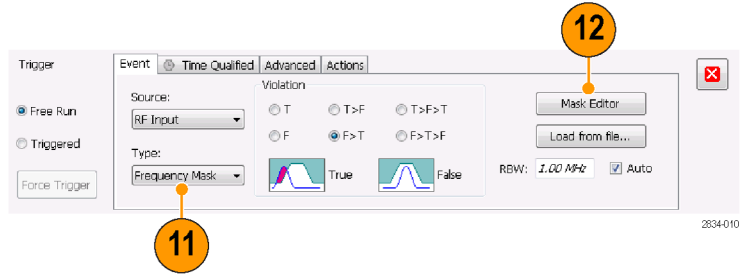 12
Trigger
Event Time Qualified Advanced Actions
Free Run
Triggered
Force Trigger
Source:
RF Input
Type:
Frequency Mask
Violation
T T>F T>F>T
F F>T F>T>F
True False
Mask Editor
Load from file...
RBW: 1.00 MHz Auto
2834-010
11